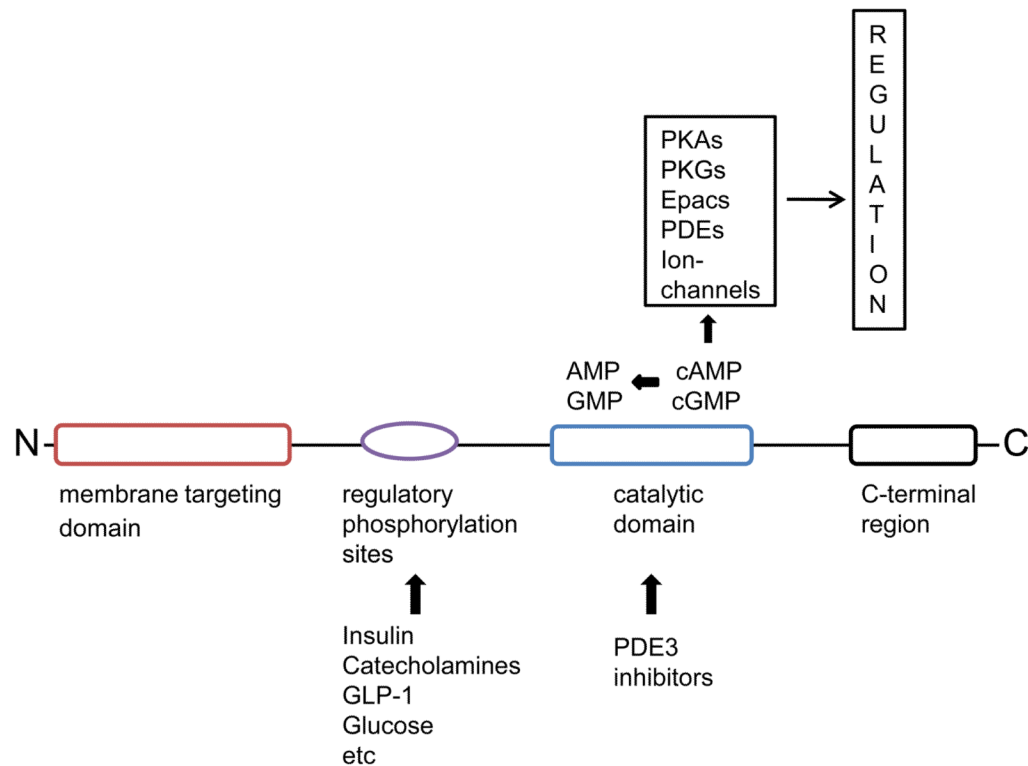 REGULATION
PKAs
PKGs
Epacs
PDEs
Ion-
channels
AMP
GMP
cAMP
cGMP
N
C
membrane targeting
domain
regulatory
phosphorylation
sites
catalytic
domain
C-terminal
region
Insulin
Catecholamines
GLP-1
Glucose
etc
PDE3
inhibitors